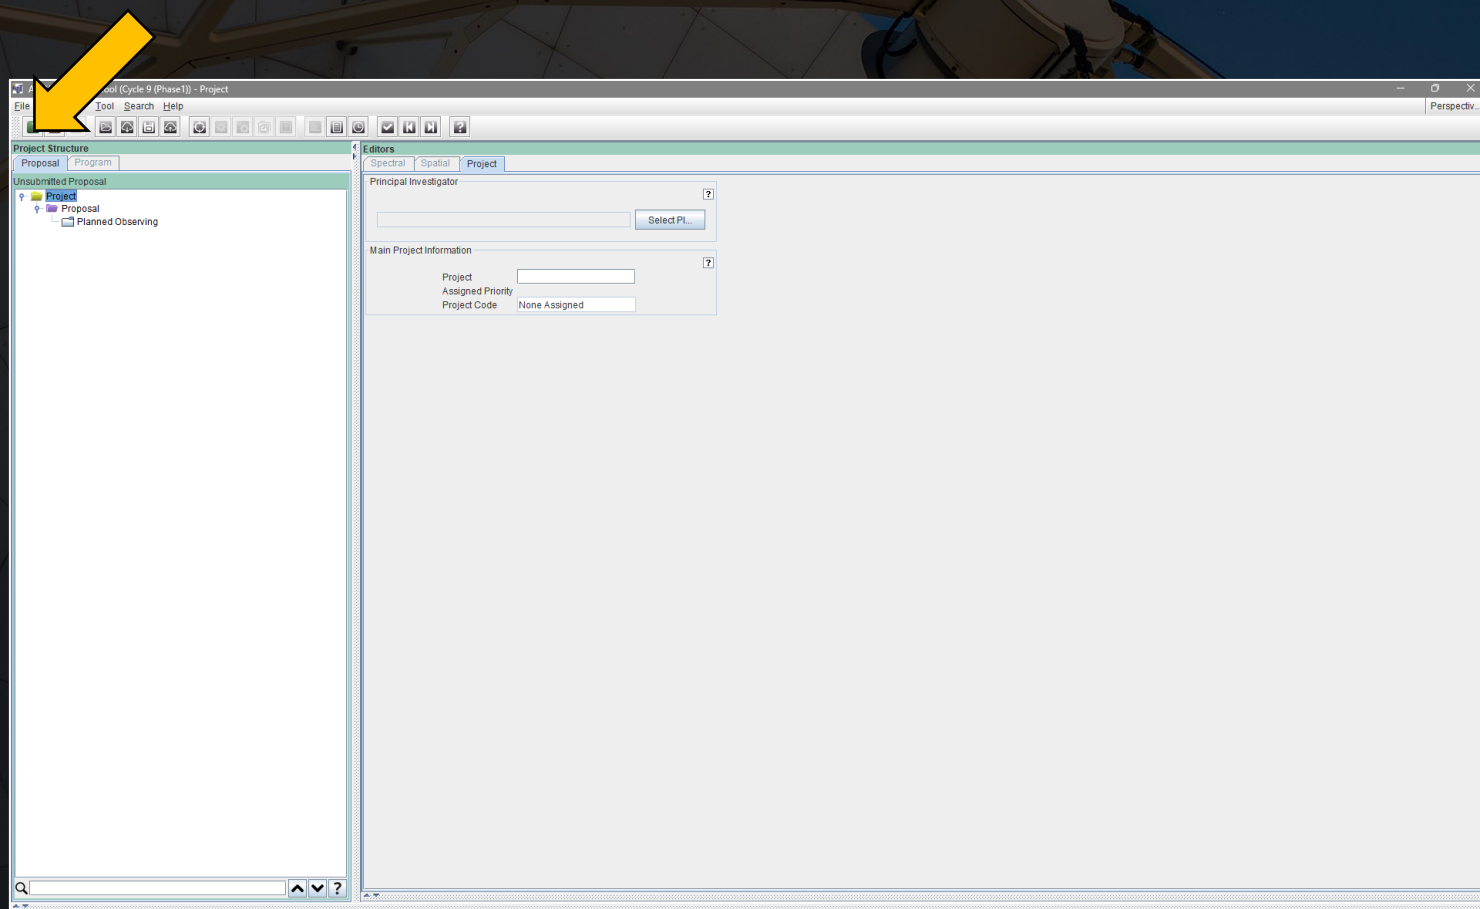 ool (Cycle 9 (Phase1)) - Project
File Tool Search Help
Perspectiv...
Project Structure
Proposal Program
Unsubmitted Proposal
Project
Proposal
Planned Observing
Editors
Spectral Spatial Project
Principal Investigator
?
Select PI...
Main Project Information
?
Project
Assigned Priority
Project Code None Assigned
?